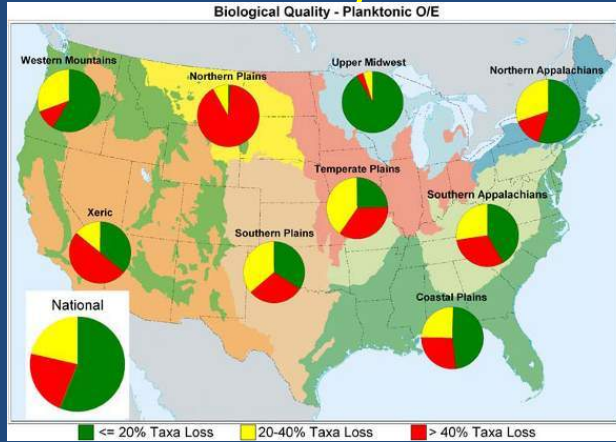 Biological Quality - Planktonic O/E
Western Mountains
Northern Plains
Upper Midwest
Northern Appalachians
Temperate Plains
Southern Appalachians
Xeric
Southern Plains
Coastal Plains
National
<= 20% Taxa Loss
20-40% Taxa Loss
> 40% Taxa Loss